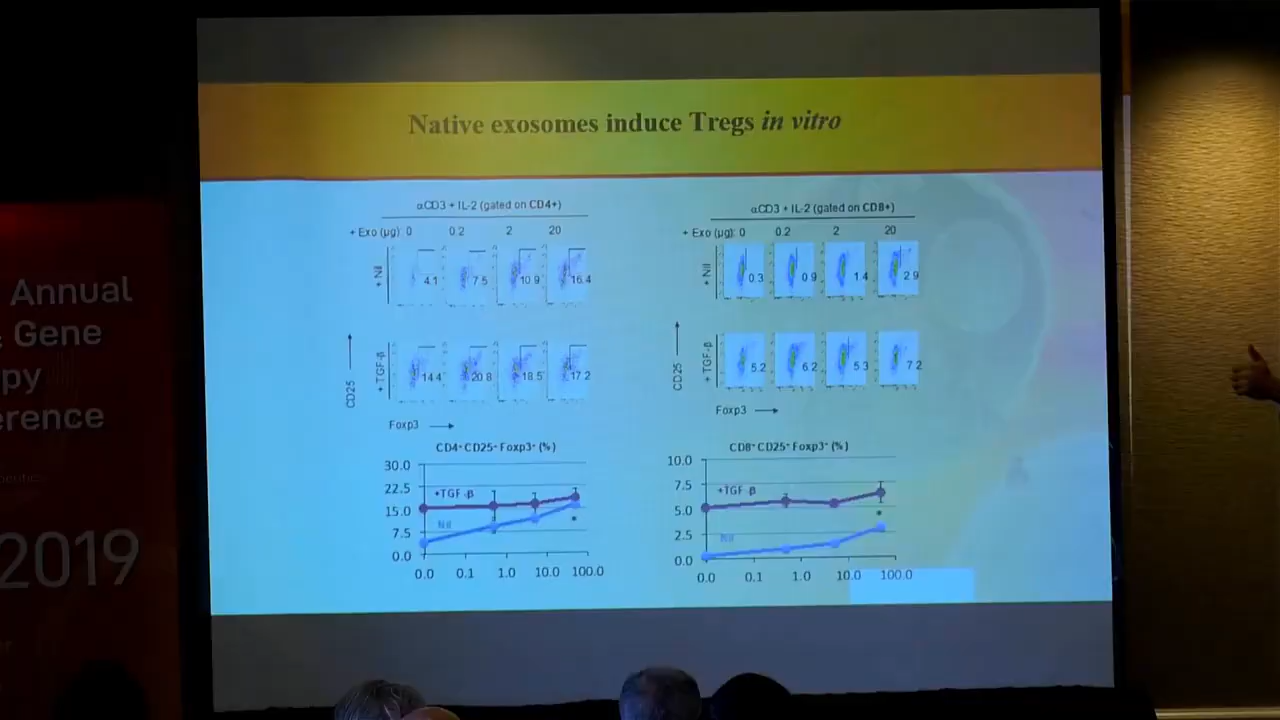 Native exosomes induce Tregs in vitro
αCD3 + IL-2 (gated on CD4+)
+ Exo (μg): 0 0.2 2 20
+ Nil
4.1 7.5 10.9 16.4
+ TGF-β
14.4 20.8 18.5 17.2
CD25
Foxp3
CD4⁺CD25⁺Foxp3⁺ (%)
30.0
22.5
15.0
7.5
0.0
+TGF-β
Nil
*
0.0 0.1 1.0 10.0 100.0
αCD3 + IL-2 (gated on CD8+)
+ Exo (μg): 0 0.2 2 20
+ Nil
0.3 0.9 1.4 2.9
+ TGF-β
5.2 6.2 5.3 7.2
CD25
Foxp3
CD8⁺CD25⁺Foxp3⁺ (%)
10.0
7.5
5.0
2.5
0.0
+TGF-β
Nil
*
0.0 0.1 1.0 10.0 100.0
Annual
Gene
py
erence
2019